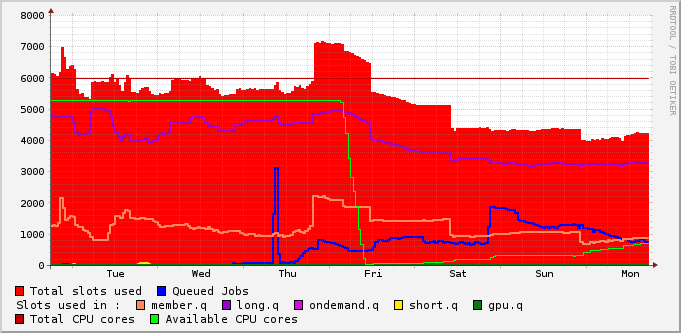 8000
7000
6000
5000
4000
3000
2000
1000
0
Tue Wed Thu Fri Sat Sun Mon
Total slots used Queued Jobs
Slots used in : member.q long.q ondemand.q short.q gpu.q
Total CPU cores Available CPU cores
RRDTOOL / TOBI OETIKER